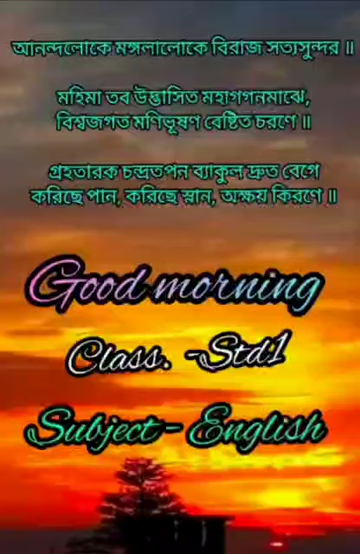 আনন্দলোকে মঙ্গলালোকে বিরাজ সত্যসুন্দর ॥
মহিমা তব উদ্ভাসিত মহাগগনমাঝে,
বিশ্বজগত মণিভূষণ বেষ্টিত চরণে ॥
গ্রহতারক চন্দ্রতপন ব্যাকুল দ্রুত বেগে
করিছে পান, করিছে স্নান, অক্ষয় কিরণে ॥
Good morning
Class. -Std1
Subject - English